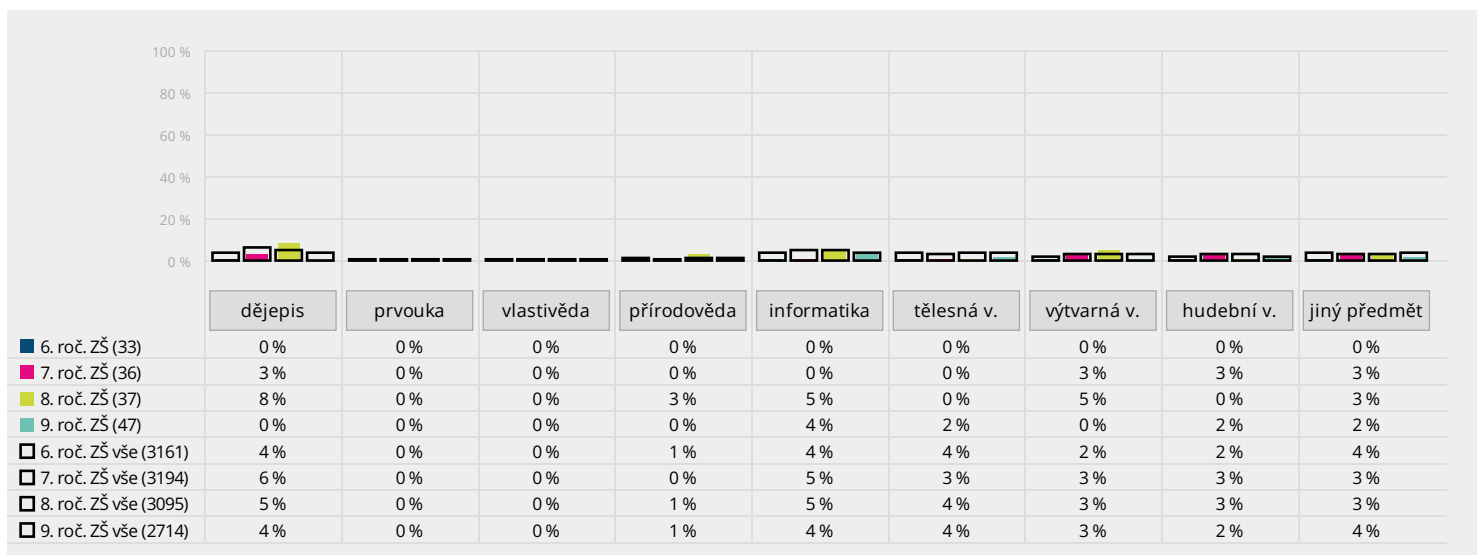 100 %
80 %
60 %
40 %
20 %
0 %
dějepis prvouka vlastivěda přírodověda informatika tělesná v. výtvarná v. hudební v. jiný předmět
6. roč. ZŠ (33) 0 % 0 % 0 % 0 % 0 % 0 % 0 % 0 % 0 %
7. roč. ZŠ (36) 3 % 0 % 0 % 0 % 0 % 0 % 3 % 3 % 3 %
8. roč. ZŠ (37) 8 % 0 % 0 % 3 % 5 % 0 % 5 % 0 % 3 %
9. roč. ZŠ (47) 0 % 0 % 0 % 0 % 4 % 2 % 0 % 2 % 2 %
6. roč. ZŠ vše (3161) 4 % 0 % 0 % 1 % 4 % 4 % 2 % 2 % 4 %
7. roč. ZŠ vše (3194) 6 % 0 % 0 % 0 % 5 % 3 % 3 % 3 % 3 %
8. roč. ZŠ vše (3095) 5 % 0 % 0 % 1 % 5 % 4 % 3 % 3 % 3 %
9. roč. ZŠ vše (2714) 4 % 0 % 0 % 1 % 4 % 4 % 3 % 2 % 4 %